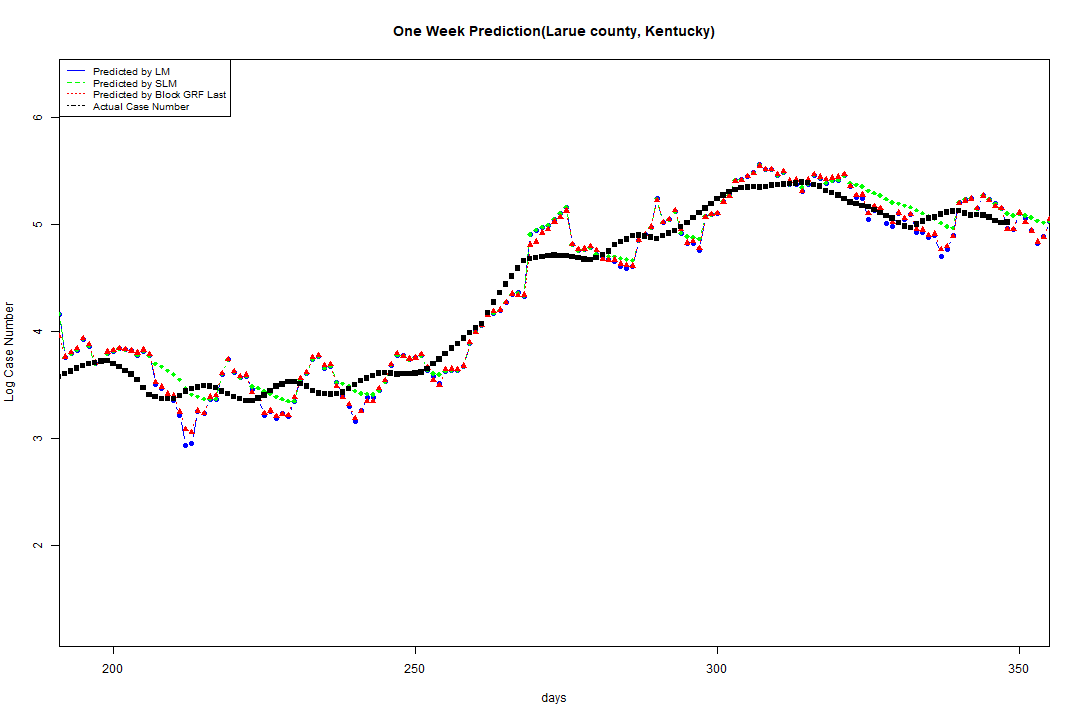 One Week Prediction(Larue county, Kentucky)
Predicted by LM
Predicted by SLM
Predicted by Block GRF Last
Actual Case Number
6
5
4
3
2
Log Case Number
200 250 300 350
days